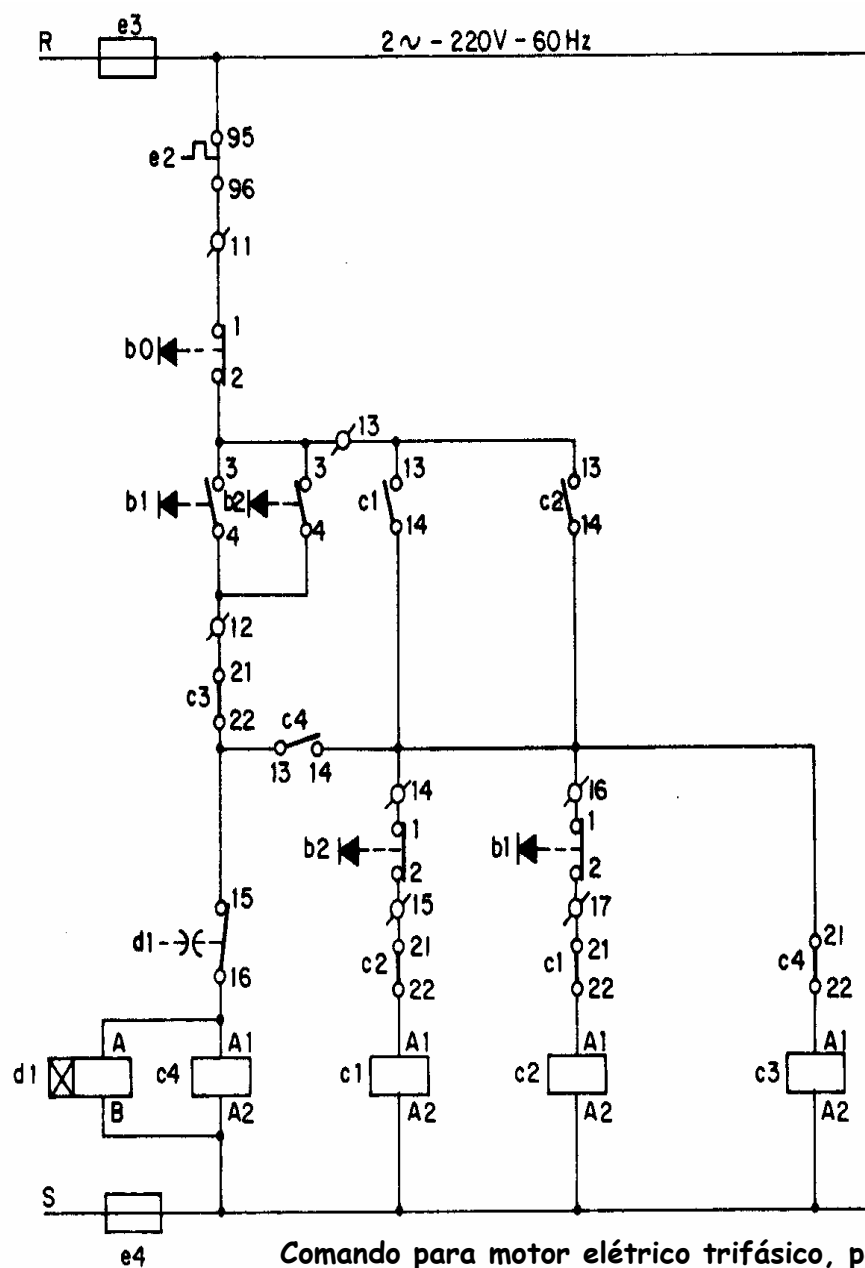 e3
R 2 ∿ - 220V - 60 Hz
95
e2
96
11
1
b0
2
13
3 3 13 13
b1 b2 c1 c2
4 4 14 14
12
21
c3
22 c4
13 14
14 16
1 1
b2 b1
2 2
15 15 17
d1 21 21 21
c2 c1 c4
16 22 22 22
A A1 A1 A1 A1
d1 c4 c1 c2 c3
B A2 A2 A2 A2
S
e4
Comando para motor elétrico trifásico, p